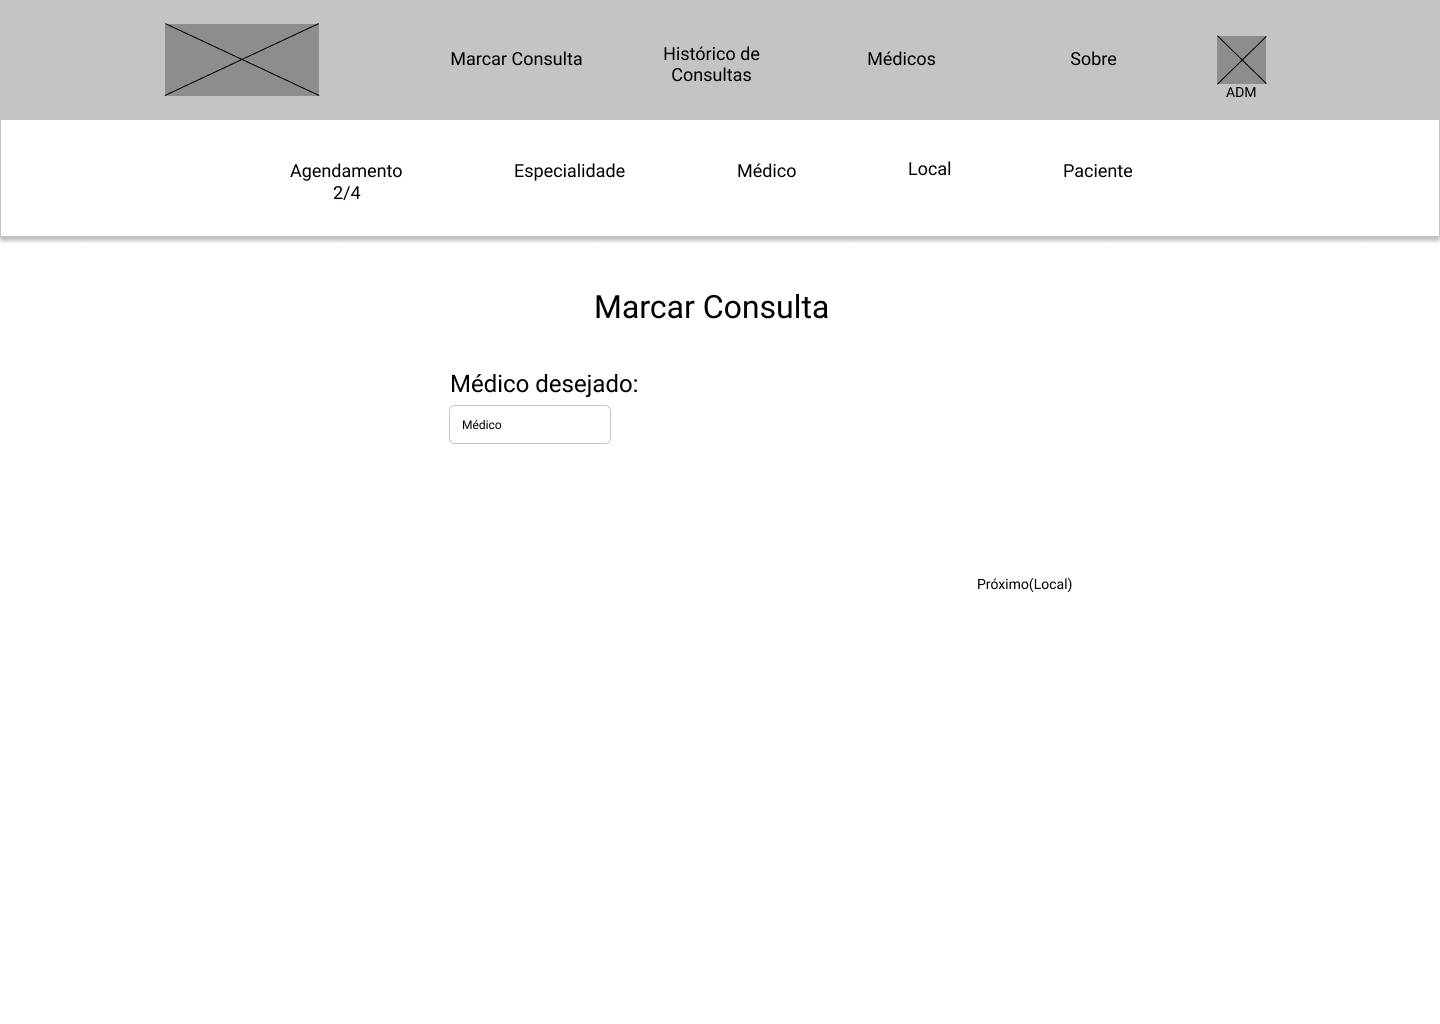 Marcar Consulta
Histórico de
Consultas
Médicos
Sobre
ADM
Agendamento
2/4
Especialidade
Médico
Local
Paciente
Marcar Consulta
Médico desejado:
Médico
Próximo(Local)